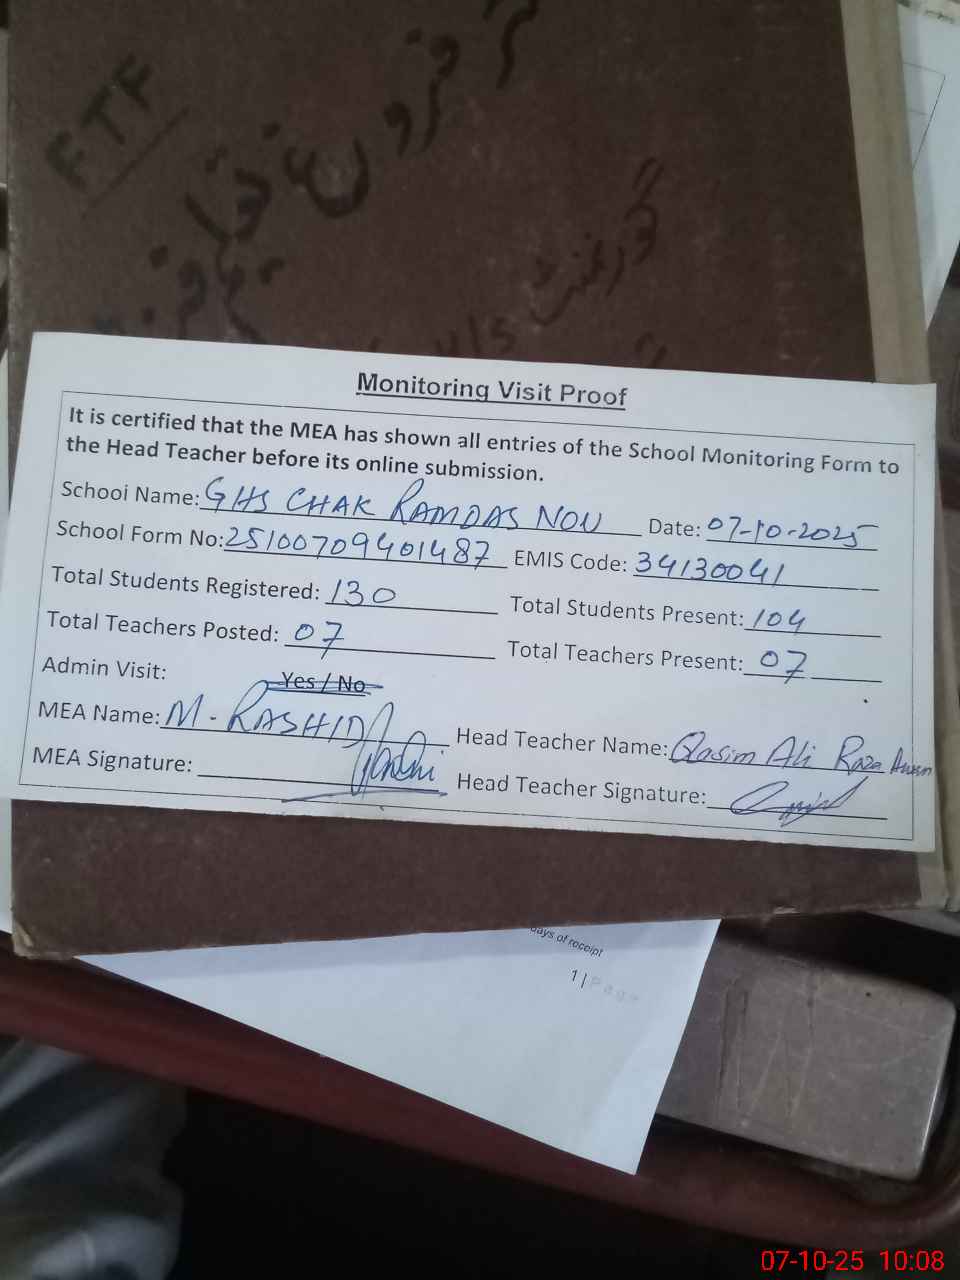 FTF
گورنمنٹ
Monitoring Visit Proof
It is certified that the MEA has shown all entries of the School Monitoring Form to
the Head Teacher before its online submission.
School Name: GHS CHAK RAMDAS NOU Date: 07-10-2025
School Form No: 25100709401487 EMIS Code: 34130041
Total Students Registered: 130 Total Students Present: 104
Total Teachers Posted: 07 Total Teachers Present: 07
Admin Visit: Yes / No
MEA Name: M. RASHID Head Teacher Name: Qasim Ali Raza Awan
MEA Signature: Head Teacher Signature:
days of receipt
1 | Page
07-10-25 10:08